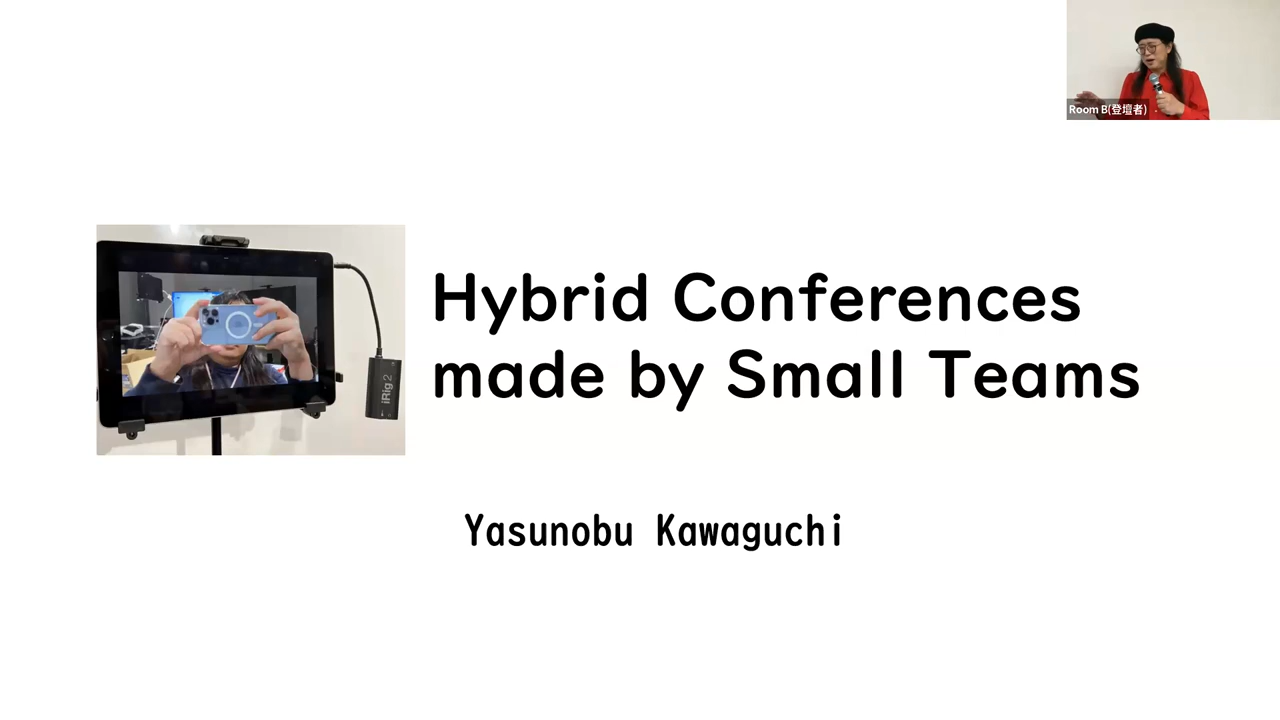 Room B(登壇者)
Hybrid Conferences
made by Small Teams
iRig 2
Yasunobu Kawaguchi